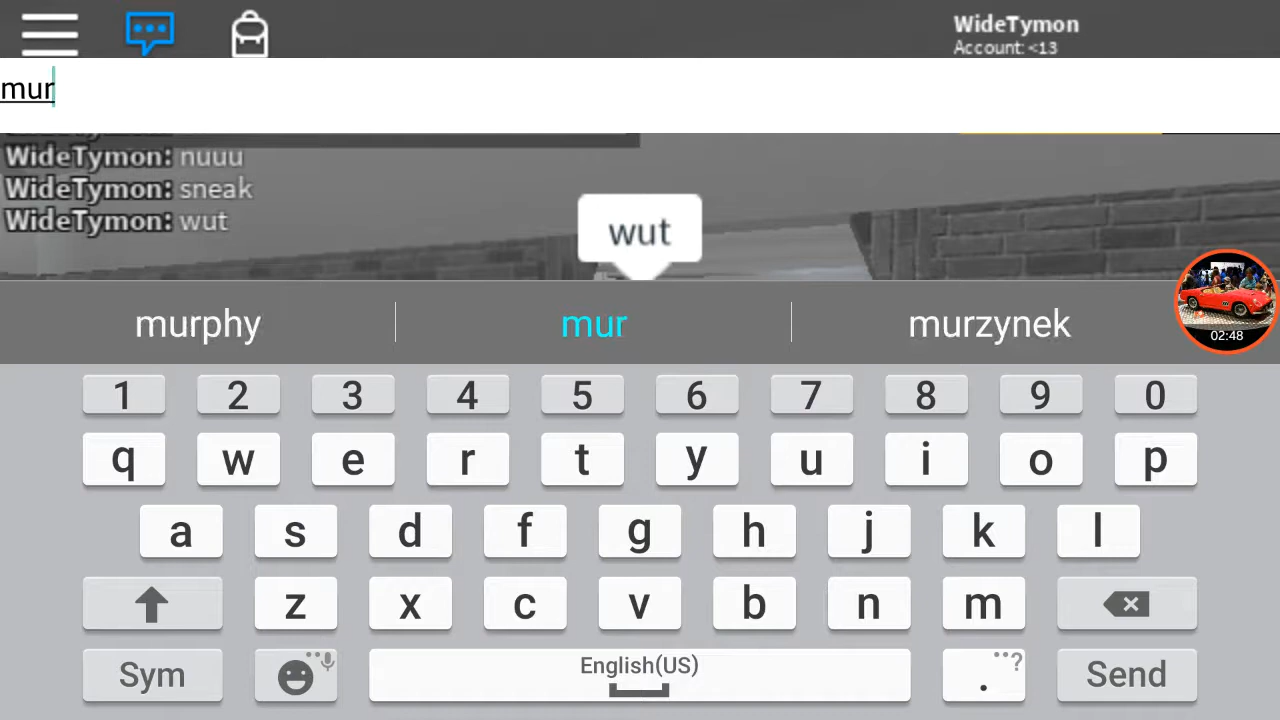 WideTymon
Account: <13
mur
WideTymon: nuuu
WideTymon: sneak
WideTymon: wut
wut
murphy mur murzynek
02:48
1 2 3 4 5 6 7 8 9 0
q w e r t y u i o p
a s d f g h j k l
z x c v b n m
Sym English(US) . ? Send